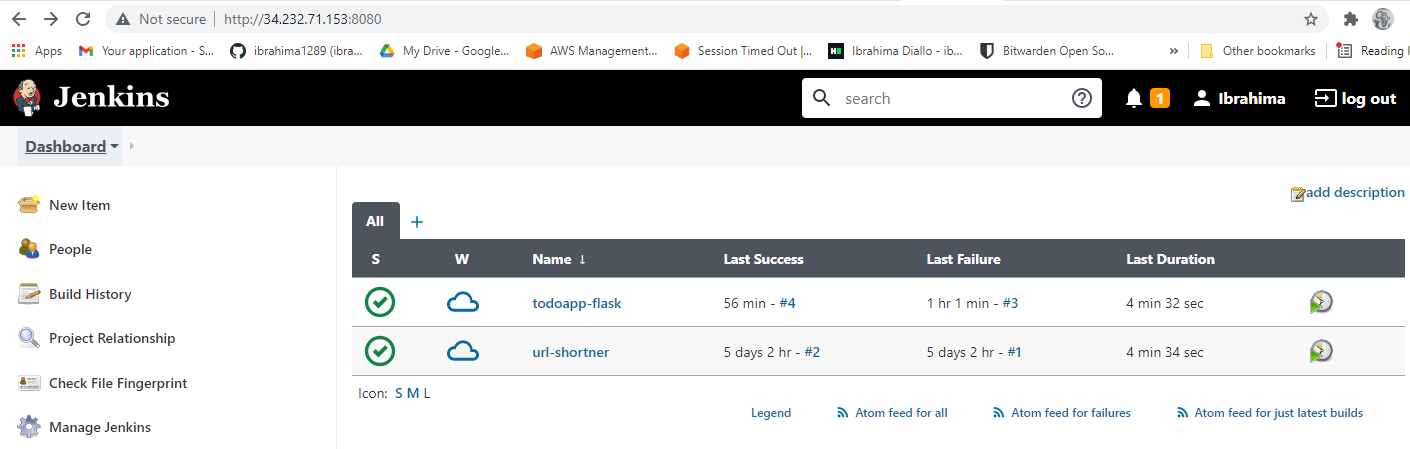 Not secure | http://34.232.71.153:8080
Apps Your application - S... ibrahima1289 (ibra... My Drive - Google... AWS Management... Session Timed Out |... Ibrahima Diallo - ib... Bitwarden Open So... » Other bookmarks Reading l
Jenkins search 1 Ibrahima log out
Dashboard
add description
New Item
People
Build History
Project Relationship
Check File Fingerprint
Manage Jenkins
All +
S W Name ↓ Last Success Last Failure Last Duration
todoapp-flask 56 min - #4 1 hr 1 min - #3 4 min 32 sec
url-shortner 5 days 2 hr - #2 5 days 2 hr - #1 4 min 34 sec
Icon: S M L
Legend Atom feed for all Atom feed for failures Atom feed for just latest builds